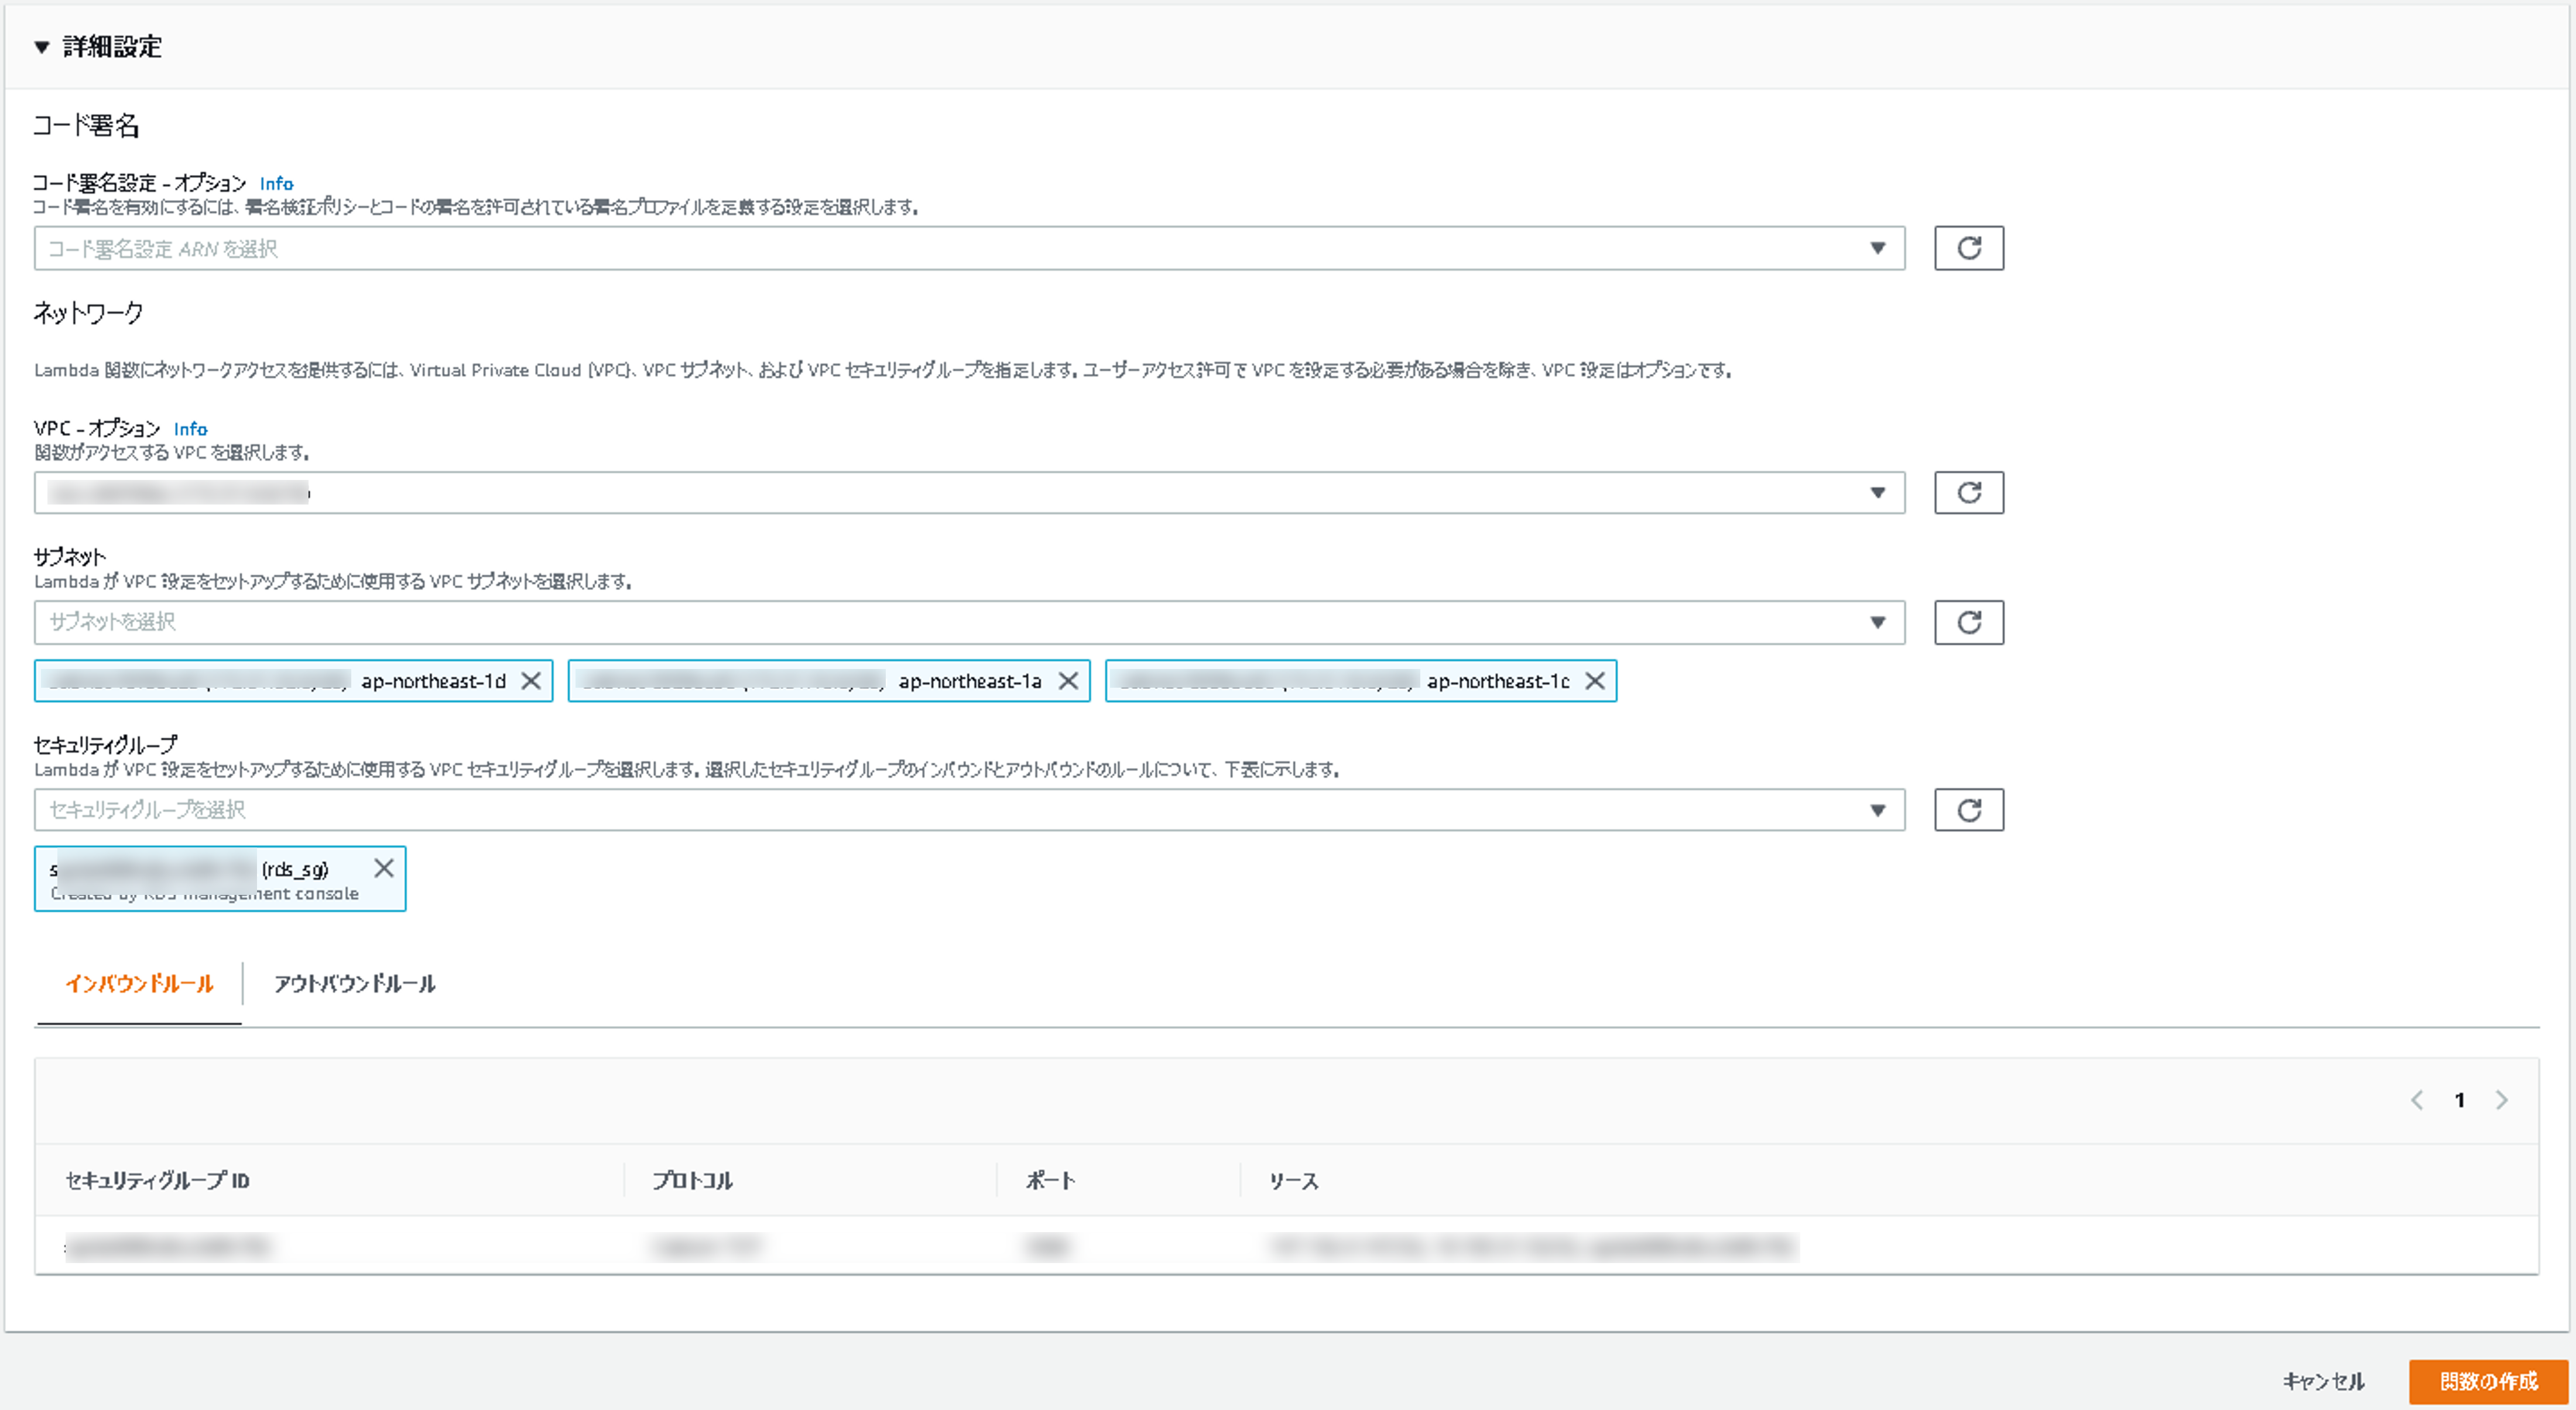 ▼ 詳細設定
コード署名
コード署名設定 - オプション Info
コード署名を有効にするには、署名検証ポリシーとコードの署名を許可されている署名プロファイルを定義する設定を選択します。
コード署名設定 ARN を選択
ネットワーク
Lambda 関数にネットワークアクセスを提供するには、Virtual Private Cloud (VPC)、VPC サブネット、および VPC セキュリティグループを指定します。ユーザーアクセス許可で VPC を設定する必要がある場合を除き、VPC 設定はオプションです。
VPC - オプション Info
関数がアクセスする VPC を選択します。
サブネット
Lambda が VPC 設定をセットアップするために使用する VPC サブネットを選択します。
サブネットを選択
ap-northeast-1d ap-northeast-1a ap-northeast-1c
セキュリティグループ
Lambda が VPC 設定をセットアップするために使用する VPC セキュリティグループを選択します。選択したセキュリティグループのインバウンドとアウトバウンドのルールについて、下表に示します。
セキュリティグループを選択
(rds_sg)
Created by RDS management console
インバウンドルール アウトバウンドルール
1
セキュリティグループ ID プロトコル ポート ソース
キャンセル 関数の作成